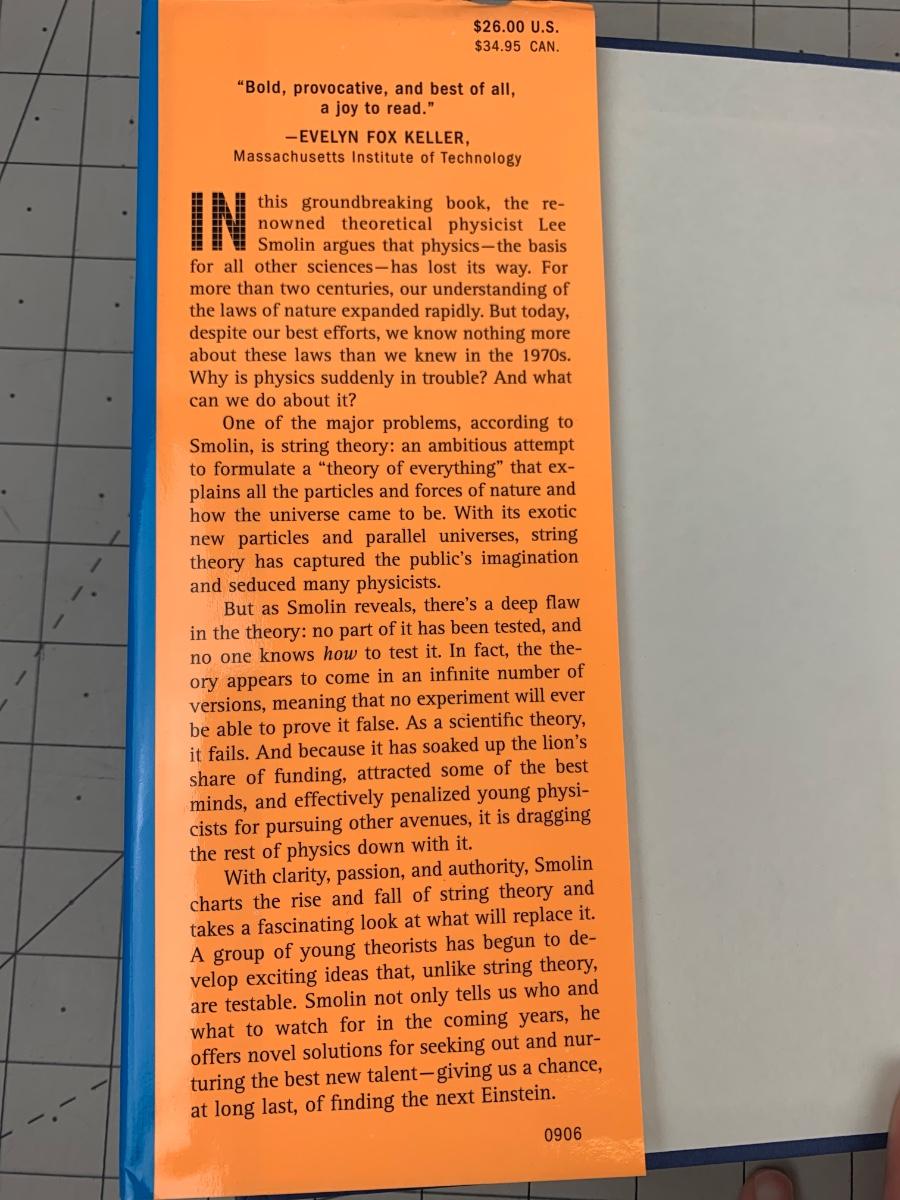 $26.00 U.S.
$34.95 CAN.
“Bold, provocative, and best of all,
a joy to read.”
—EVELYN FOX KELLER,
Massachusetts Institute of Technology
IN this groundbreaking book, the re-
nowned theoretical physicist Lee
Smolin argues that physics—the basis
for all other sciences—has lost its way. For
more than two centuries, our understanding of
the laws of nature expanded rapidly. But today,
despite our best efforts, we know nothing more
about these laws than we knew in the 1970s.
Why is physics suddenly in trouble? And what
can we do about it?
One of the major problems, according to
Smolin, is string theory: an ambitious attempt
to formulate a “theory of everything” that ex-
plains all the particles and forces of nature and
how the universe came to be. With its exotic
new particles and parallel universes, string
theory has captured the public’s imagination
and seduced many physicists.
But as Smolin reveals, there’s a deep flaw
in the theory: no part of it has been tested, and
no one knows how to test it. In fact, the the-
ory appears to come in an infinite number of
versions, meaning that no experiment will ever
be able to prove it false. As a scientific theory,
it fails. And because it has soaked up the lion’s
share of funding, attracted some of the best
minds, and effectively penalized young physi-
cists for pursuing other avenues, it is dragging
the rest of physics down with it.
With clarity, passion, and authority, Smolin
charts the rise and fall of string theory and
takes a fascinating look at what will replace it.
A group of young theorists has begun to de-
velop exciting ideas that, unlike string theory,
are testable. Smolin not only tells us who and
what to watch for in the coming years, he
offers novel solutions for seeking out and nur-
turing the best new talent—giving us a chance,
at long last, of finding the next Einstein.
0906